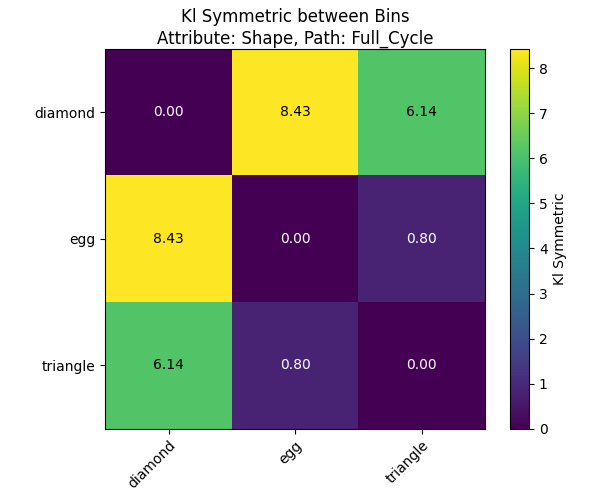 Kl Symmetric between Bins
Attribute: Shape, Path: Full_Cycle
diamond 0.00 8.43 6.14
egg 8.43 0.00 0.80
triangle 6.14 0.80 0.00
diamond egg triangle
8
7
6
5
4
3
2
1
0
Kl Symmetric